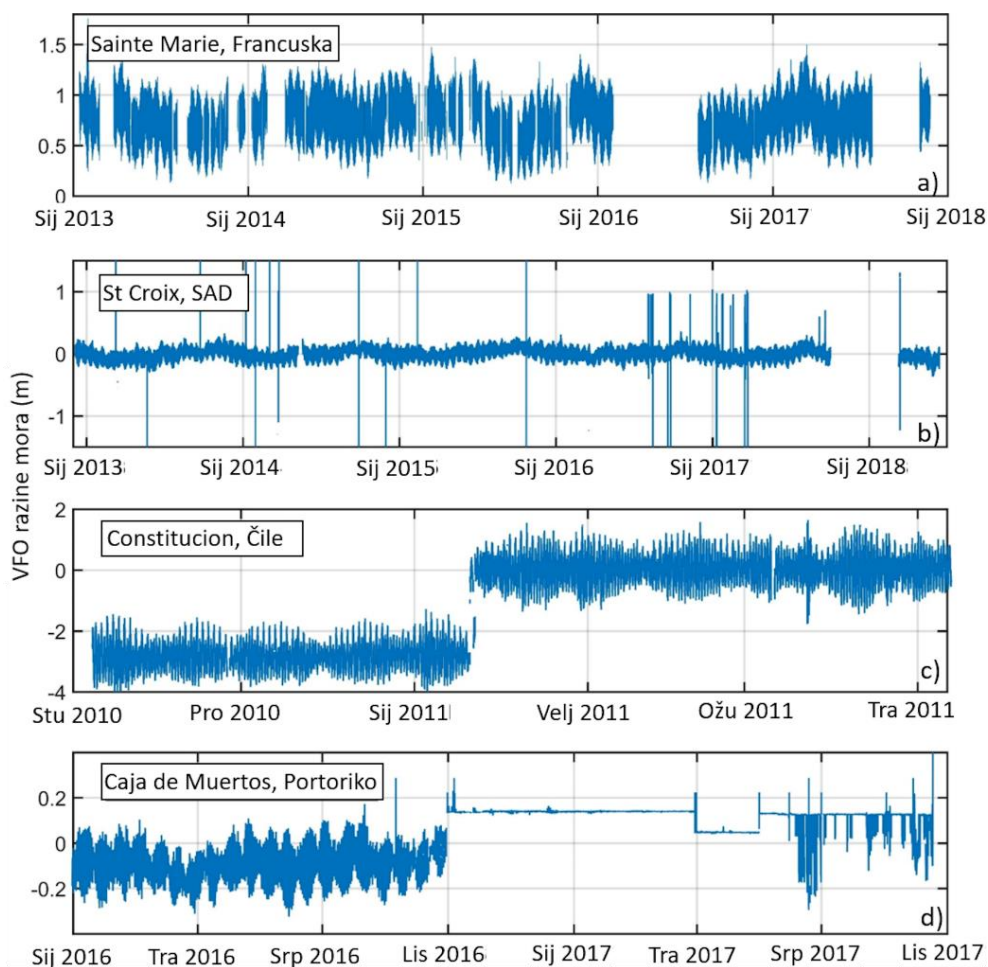 1.5
Sainte Marie, Francuska
1
0.5
0
a)
Sij 2013 Sij 2014 Sij 2015 Sij 2016 Sij 2017 Sij 2018
VFO razine mora (m)
St Croix, SAD
1
0
-1
b)
Sij 2013 Sij 2014 Sij 2015 Sij 2016 Sij 2017 Sij 2018
2
Constitucion, Čile
0
-2
-4
c)
Stu 2010 Pro 2010 Sij 2011 Velj 2011 Ožu 2011 Tra 2011
Caja de Muertos, Portoriko
0.2
0
-0.2
d)
Sij 2016 Tra 2016 Srp 2016 Lis 2016 Sij 2017 Tra 2017 Srp 2017 Lis 2017